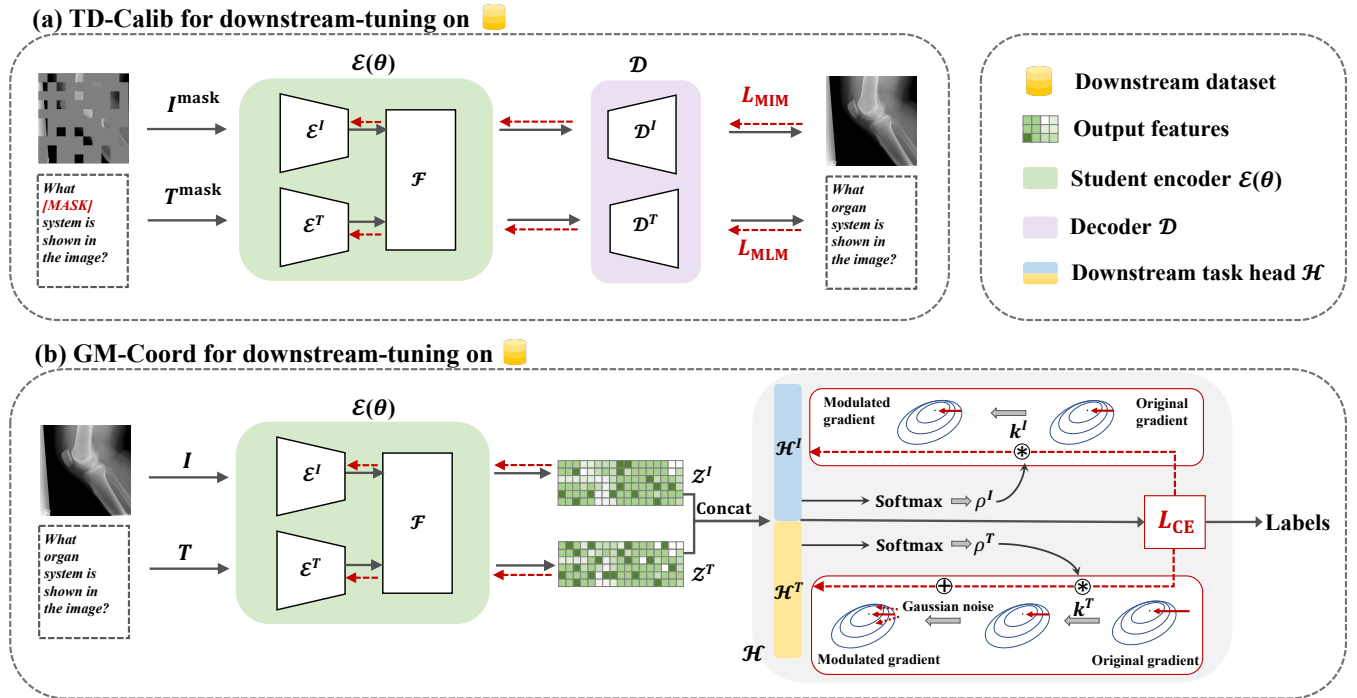 (a) TD-Calib for downstream-tuning on
ℰ(θ)
𝒟
I^mask
T^mask
ℰ^I
ℰ^T
ℱ
𝒟^I
𝒟^T
L_MIM
L_MLM
What
[MASK]
system is
shown in
the image?
What
organ
system is
shown in
the image?
Downstream dataset
Output features
Student encoder ℰ(θ)
Decoder 𝒟
Downstream task head ℋ
(b) GM-Coord for downstream-tuning on
ℰ(θ)
I
T
What
organ
system is
shown in
the image?
ℰ^I
ℰ^T
ℱ
𝒵^I
𝒵^T
Concat
ℋ^I
ℋ^T
ℋ
Modulated
gradient
Original
gradient
k^I
Softmax
ρ^I
L_CE
Labels
Softmax
ρ^T
Gaussian noise
k^T
Modulated gradient
Original gradient